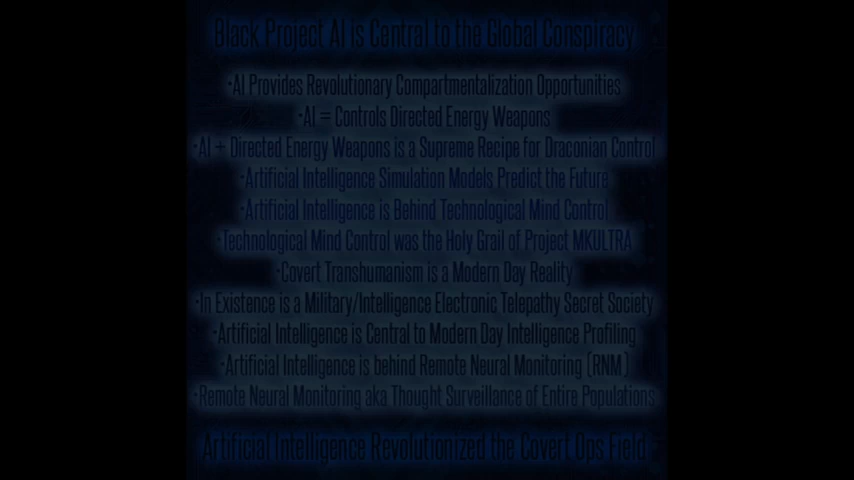 Black Project AI is Central to the Global Conspiracy
·AI Provides Revolutionary Compartmentalization Opportunities
·AI = Controls Directed Energy Weapons
·AI + Directed Energy Weapons is a Supreme Recipe for Draconian Control
·Artificial Intelligence Simulation Models Predict the Future
·Artificial Intelligence is Behind Technological Mind Control
·Technological Mind Control was the Holy Grail of Project MKULTRA
·Covert Transhumanism is a Modern Day Reality
·In Existence is a Military/Intelligence Electronic Telepathy Secret Society
·Artificial Intelligence is Central to Modern Day Intelligence Profiling
·Artificial Intelligence is behind Remote Neural Monitoring (RNM)
·Remote Neural Monitoring aka Thought Surveillance of Entire Populations
Artificial Intelligence Revolutionized the Covert Ops Field